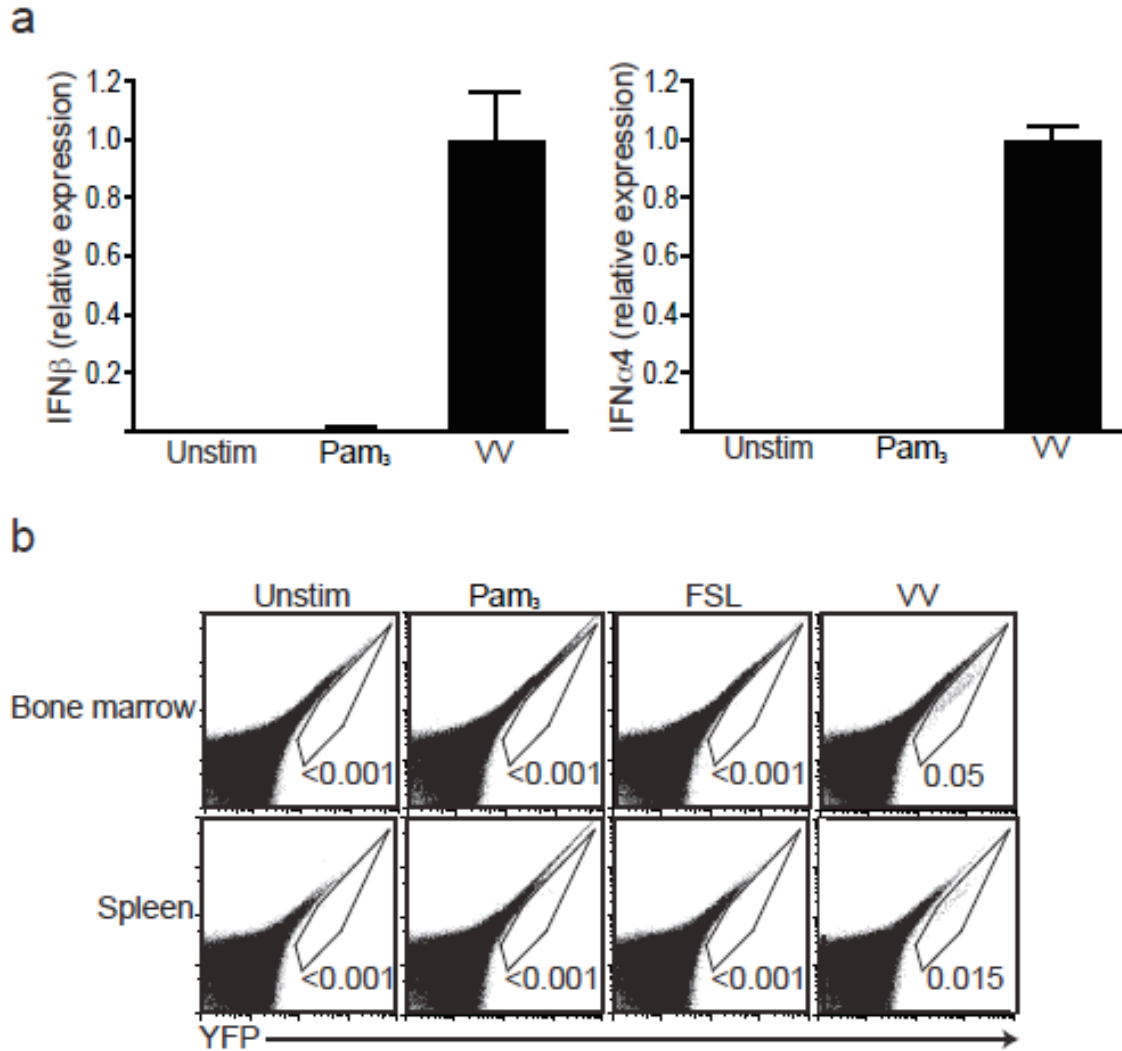 a
IFNβ (relative expression)
1.2
1.0
0.8
0.6
0.4
0.2
Unstim Pam₃ VV
IFNα4 (relative expression)
1.2
1.0
0.8
0.6
0.4
0.2
Unstim Pam₃ VV
b
Unstim Pam₃ FSL VV
Bone marrow
<0.001 <0.001 <0.001 0.05
Spleen
<0.001 <0.001 <0.001 0.015
YFP